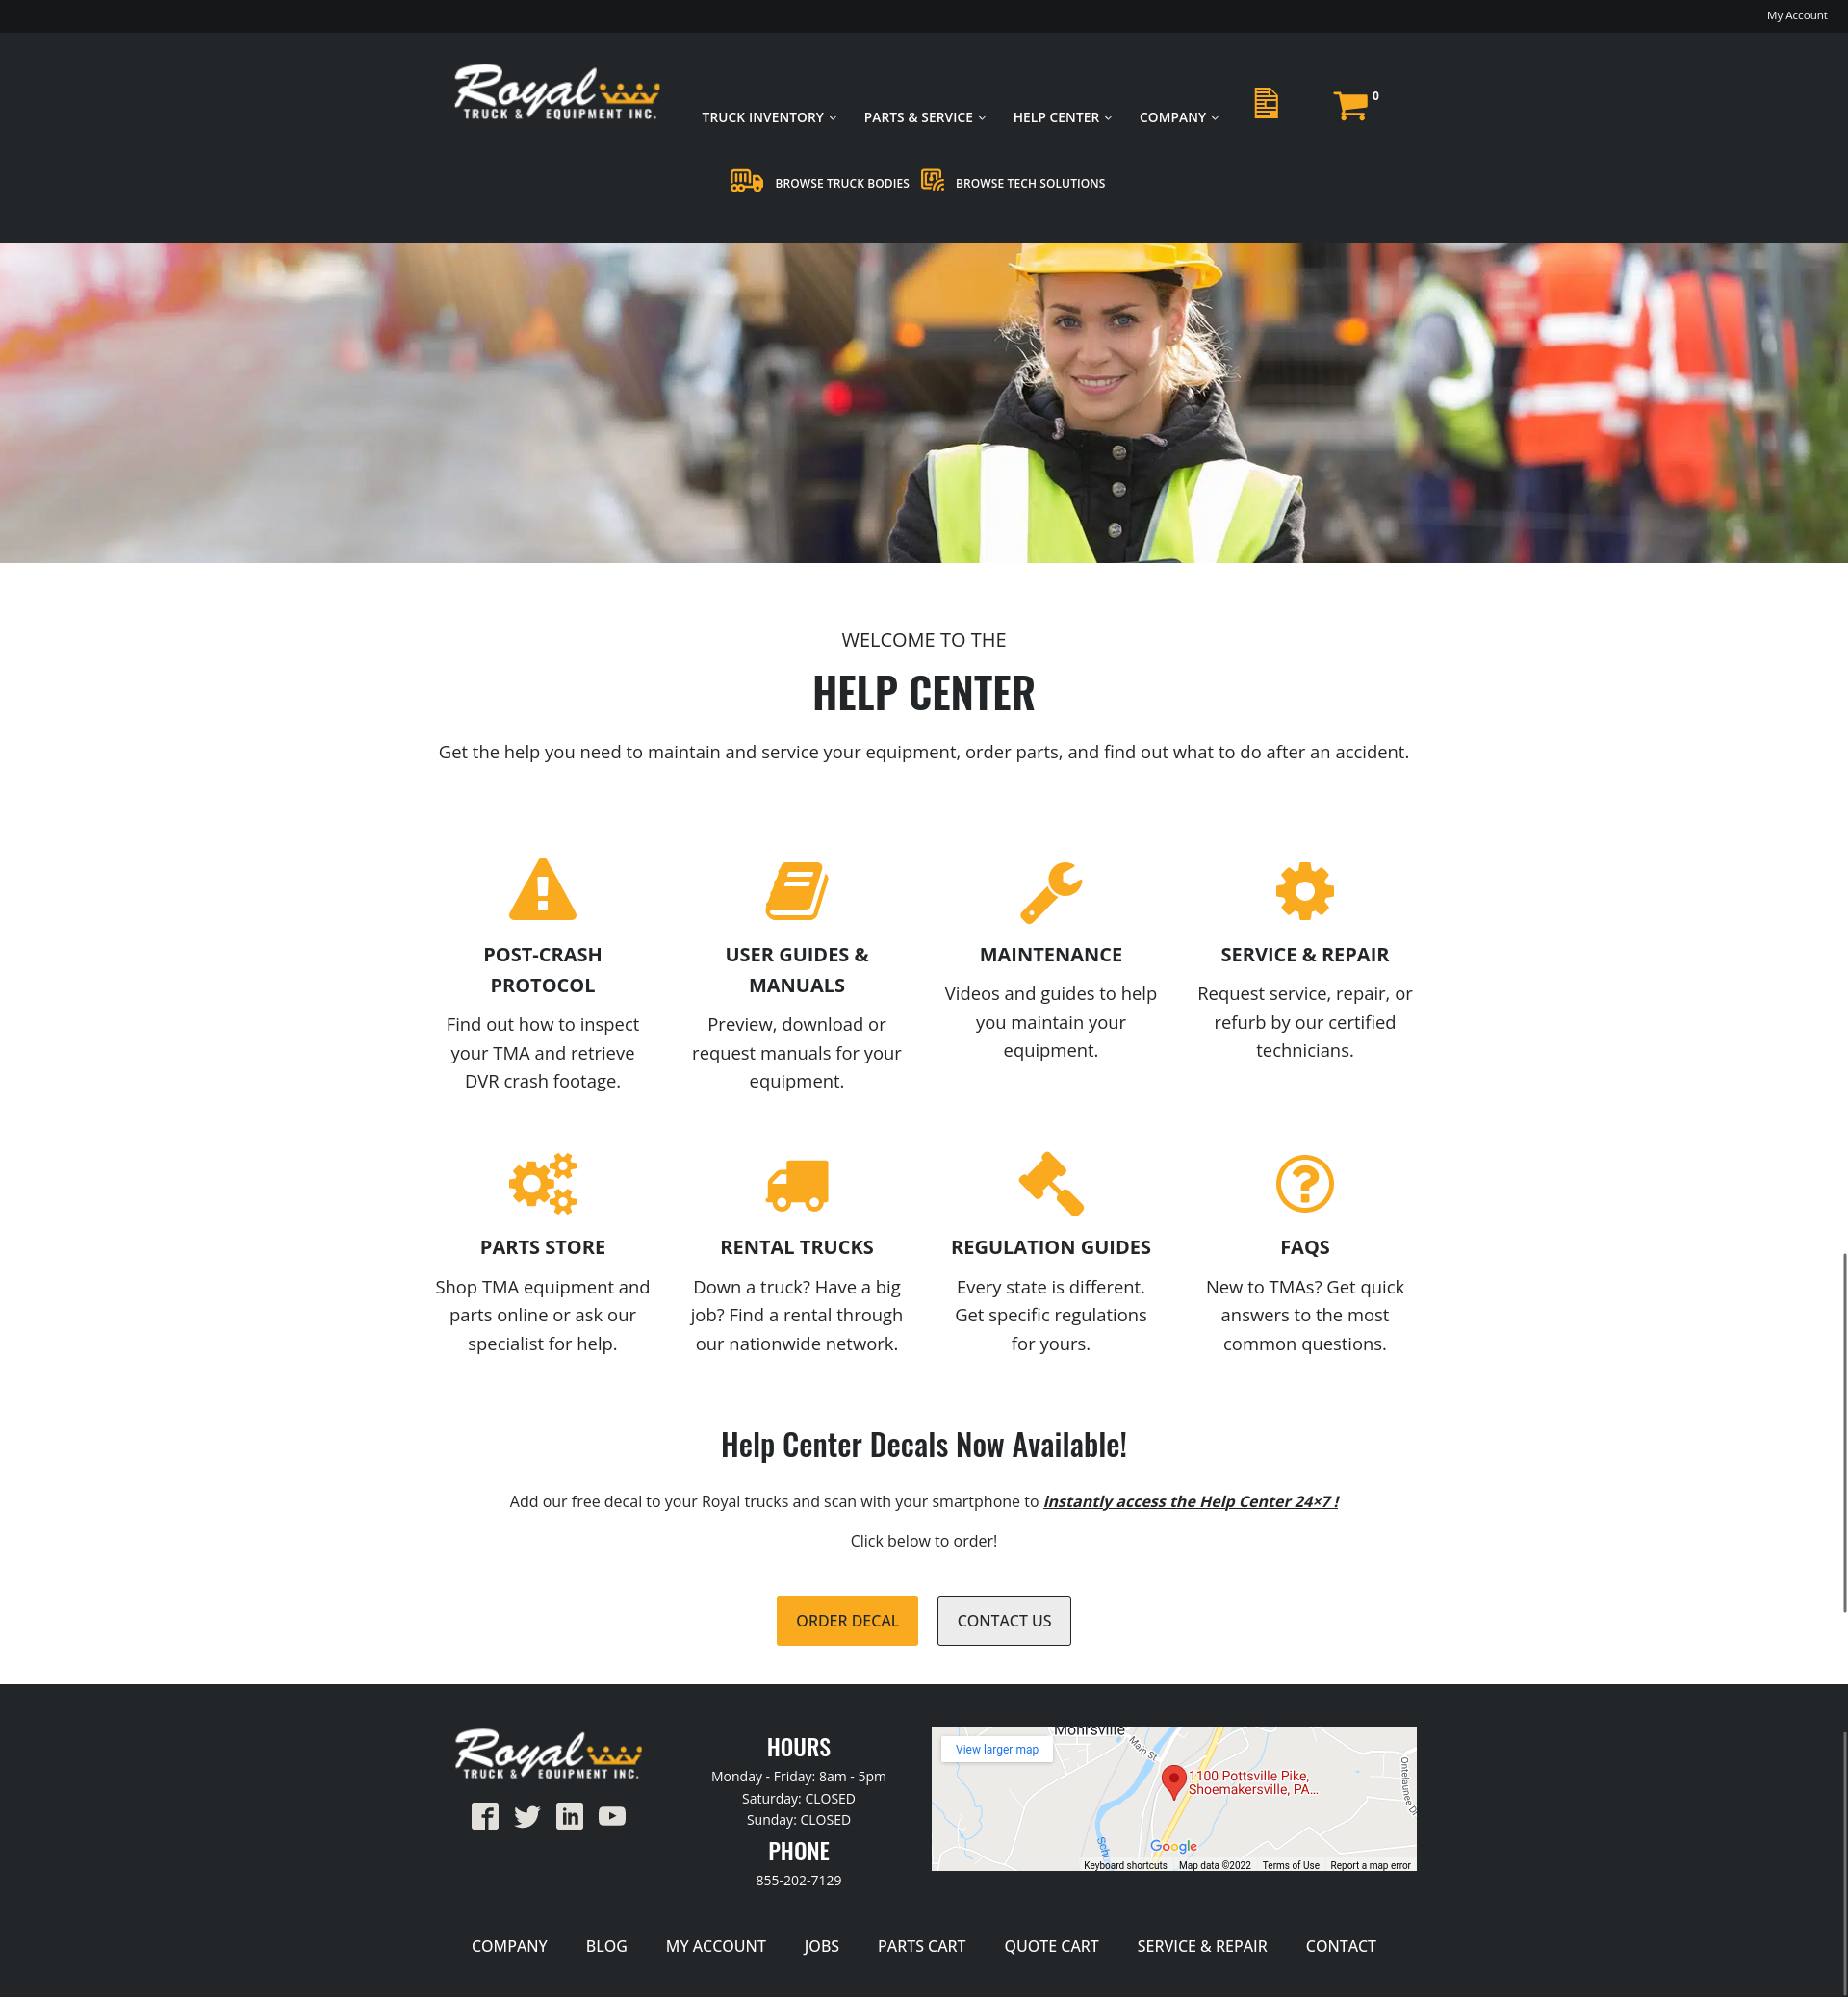 My Account
Royal
TRUCK & EQUIPMENT INC.
TRUCK INVENTORY
PARTS & SERVICE
HELP CENTER
COMPANY
0
BROWSE TRUCK BODIES
BROWSE TECH SOLUTIONS
WELCOME TO THE
HELP CENTER
Get the help you need to maintain and service your equipment, order parts, and find out what to do after an accident.
POST-CRASH
PROTOCOL
Find out how to inspect
your TMA and retrieve
DVR crash footage.
USER GUIDES &
MANUALS
Preview, download or
request manuals for your
equipment.
MAINTENANCE
Videos and guides to help
you maintain your
equipment.
SERVICE & REPAIR
Request service, repair, or
refurb by our certified
technicians.
PARTS STORE
Shop TMA equipment and
parts online or ask our
specialist for help.
RENTAL TRUCKS
Down a truck? Have a big
job? Find a rental through
our nationwide network.
REGULATION GUIDES
Every state is different.
Get specific regulations
for yours.
FAQS
New to TMAs? Get quick
answers to the most
common questions.
Help Center Decals Now Available!
Add our free decal to your Royal trucks and scan with your smartphone to instantly access the Help Center 24×7 !
Click below to order!
ORDER DECAL
CONTACT US
Royal
TRUCK & EQUIPMENT INC.
HOURS
Monday - Friday: 8am - 5pm
Saturday: CLOSED
Sunday: CLOSED
PHONE
855-202-7129
Mohrsville
View larger map
Main St
1100 Pottsville Pike,
Shoemakersville, PA...
Ontelaunee Dr
Google
Keyboard shortcuts
Map data ©2022
Terms of Use
Report a map error
COMPANY
BLOG
MY ACCOUNT
JOBS
PARTS CART
QUOTE CART
SERVICE & REPAIR
CONTACT